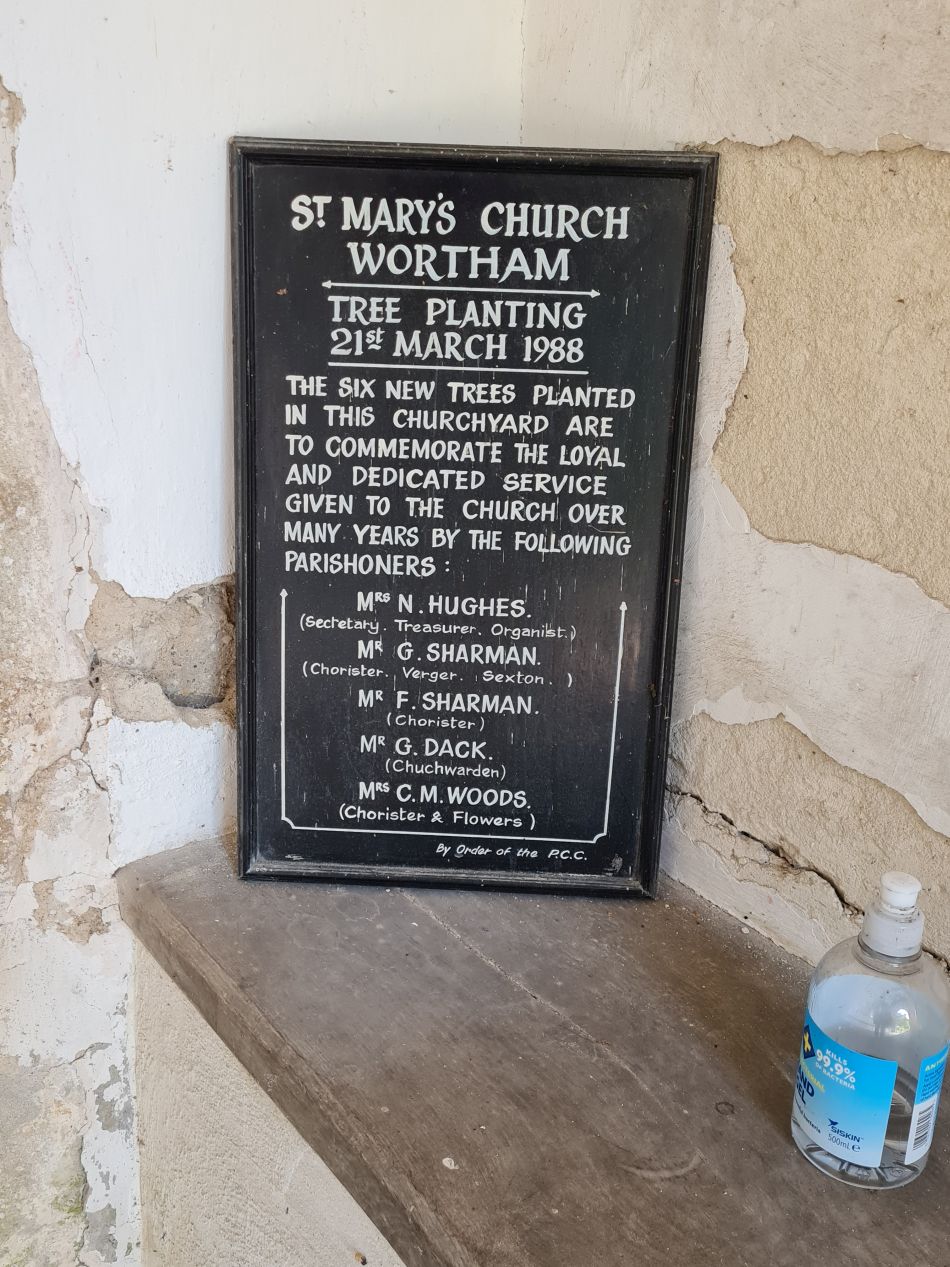 ST MARY'S CHURCH
WORTHAM
TREE PLANTING
21st MARCH 1988
THE SIX NEW TREES PLANTED
IN THIS CHURCHYARD ARE
TO COMMEMORATE THE LOYAL
AND DEDICATED SERVICE
GIVEN TO THE CHURCH OVER
MANY YEARS BY THE FOLLOWING
PARISHONERS :
MRS N. HUGHES.
(Secretary. Treasurer. Organist.)
MR G. SHARMAN.
(Chorister. Verger. Sexton. )
MR F. SHARMAN.
(Chorister)
MR G. DACK.
(Chuchwarden)
MRS C. M. WOODS.
(Chorister & Flowers )
By Order of the P.C.C.
KILLS
99.9%
OF BACTERIA
SISKIN
500ml e